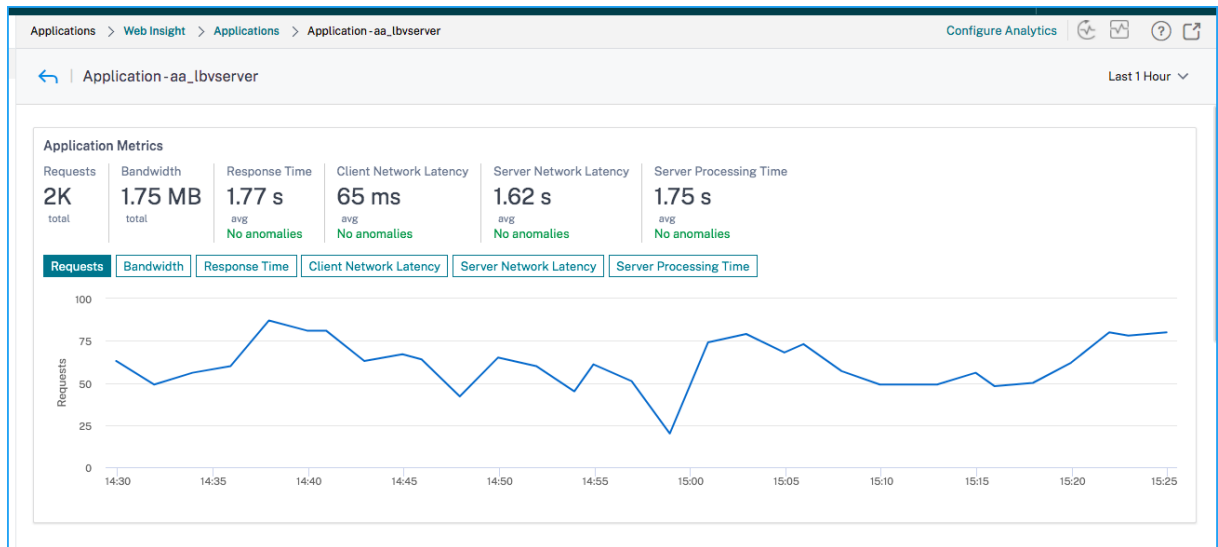 Applications > Web Insight > Applications > Application - aa_lbvserver Configure Analytics ?
Application - aa_lbvserver Last 1 Hour
Application Metrics
Requests Bandwidth Response Time Client Network Latency Server Network Latency Server Processing Time
2K 1.75 MB 1.77 s 65 ms 1.62 s 1.75 s
total total avg avg avg avg
No anomalies No anomalies No anomalies No anomalies
Requests Bandwidth Response Time Client Network Latency Server Network Latency Server Processing Time
100
75
50
25
0
Requests
14:30 14:35 14:40 14:45 14:50 14:55 15:00 15:05 15:10 15:15 15:20 15:25